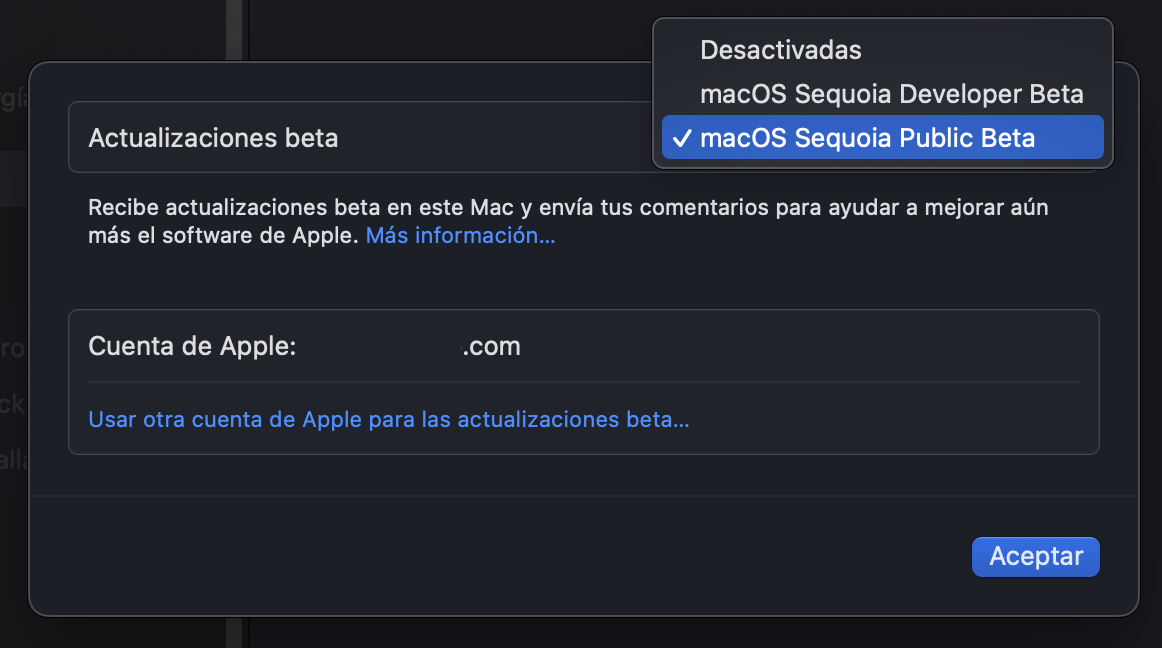 Desactivadas
macOS Sequoia Developer Beta
✓ macOS Sequoia Public Beta
Actualizaciones beta
Recibe actualizaciones beta en este Mac y envía tus comentarios para ayudar a mejorar aún
más el software de Apple. Más información...
Cuenta de Apple: .com
Usar otra cuenta de Apple para las actualizaciones beta...
Aceptar